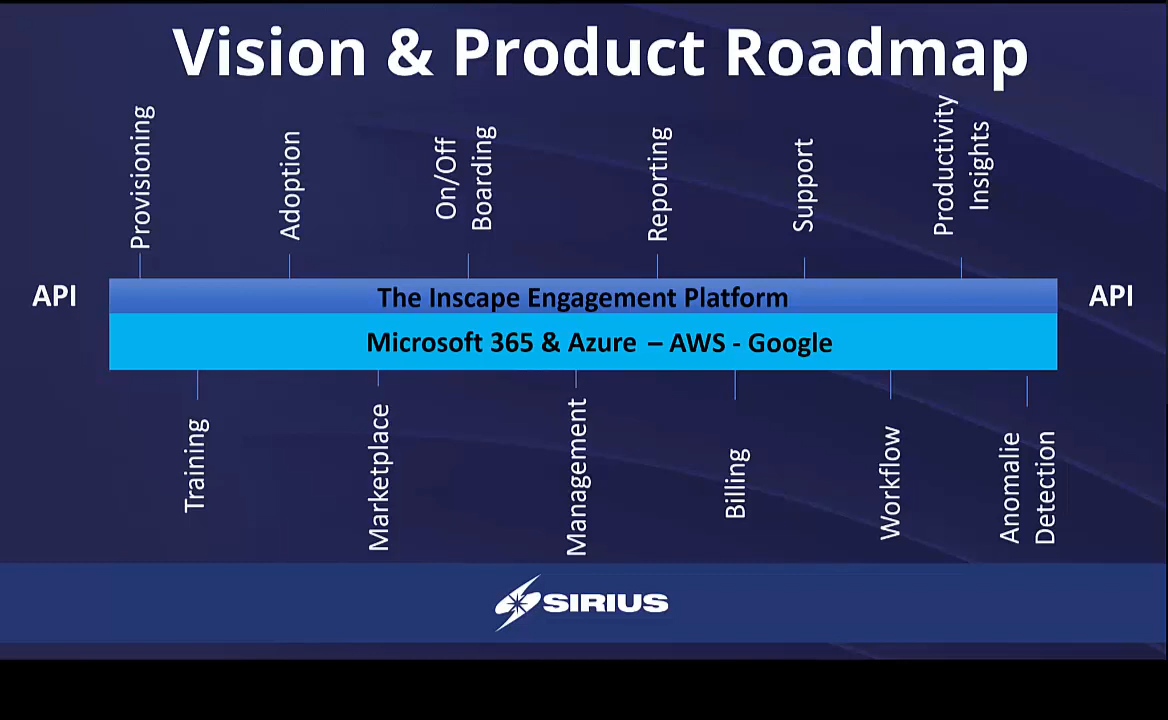 Vision & Product Roadmap
Provisioning
Adoption
On/Off
Boarding
Reporting
Support
Productivity
Insights
API
The Inscape Engagement Platform
API
Microsoft 365 & Azure – AWS - Google
Training
Marketplace
Management
Billing
Workflow
Anomalie
Detection
SIRIUS